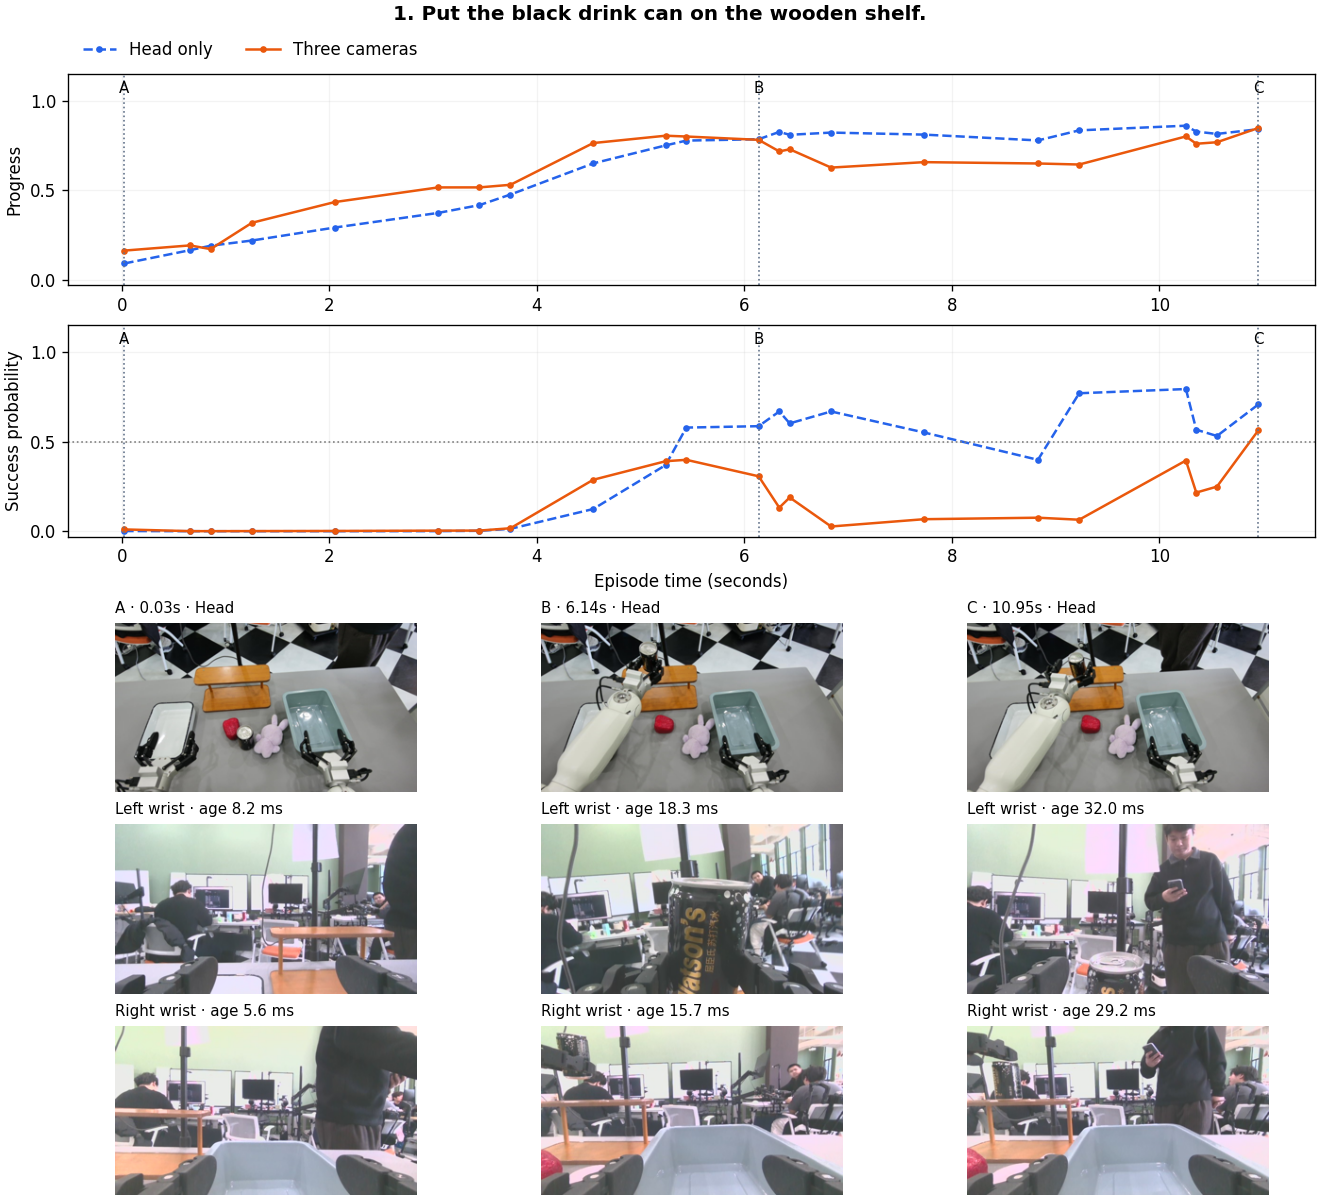 1. Put the black drink can on the wooden shelf.
Head only
Three cameras
A
B
C
1.0
0.5
0.0
Progress
0
2
4
6
8
10
A
B
C
1.0
0.5
0.0
Success probability
0
2
4
6
8
10
Episode time (seconds)
A · 0.03s · Head
B · 6.14s · Head
C · 10.95s · Head
Left wrist · age 8.2 ms
Left wrist · age 18.3 ms
Left wrist · age 32.0 ms
Watson's
Right wrist · age 5.6 ms
Right wrist · age 15.7 ms
Right wrist · age 29.2 ms